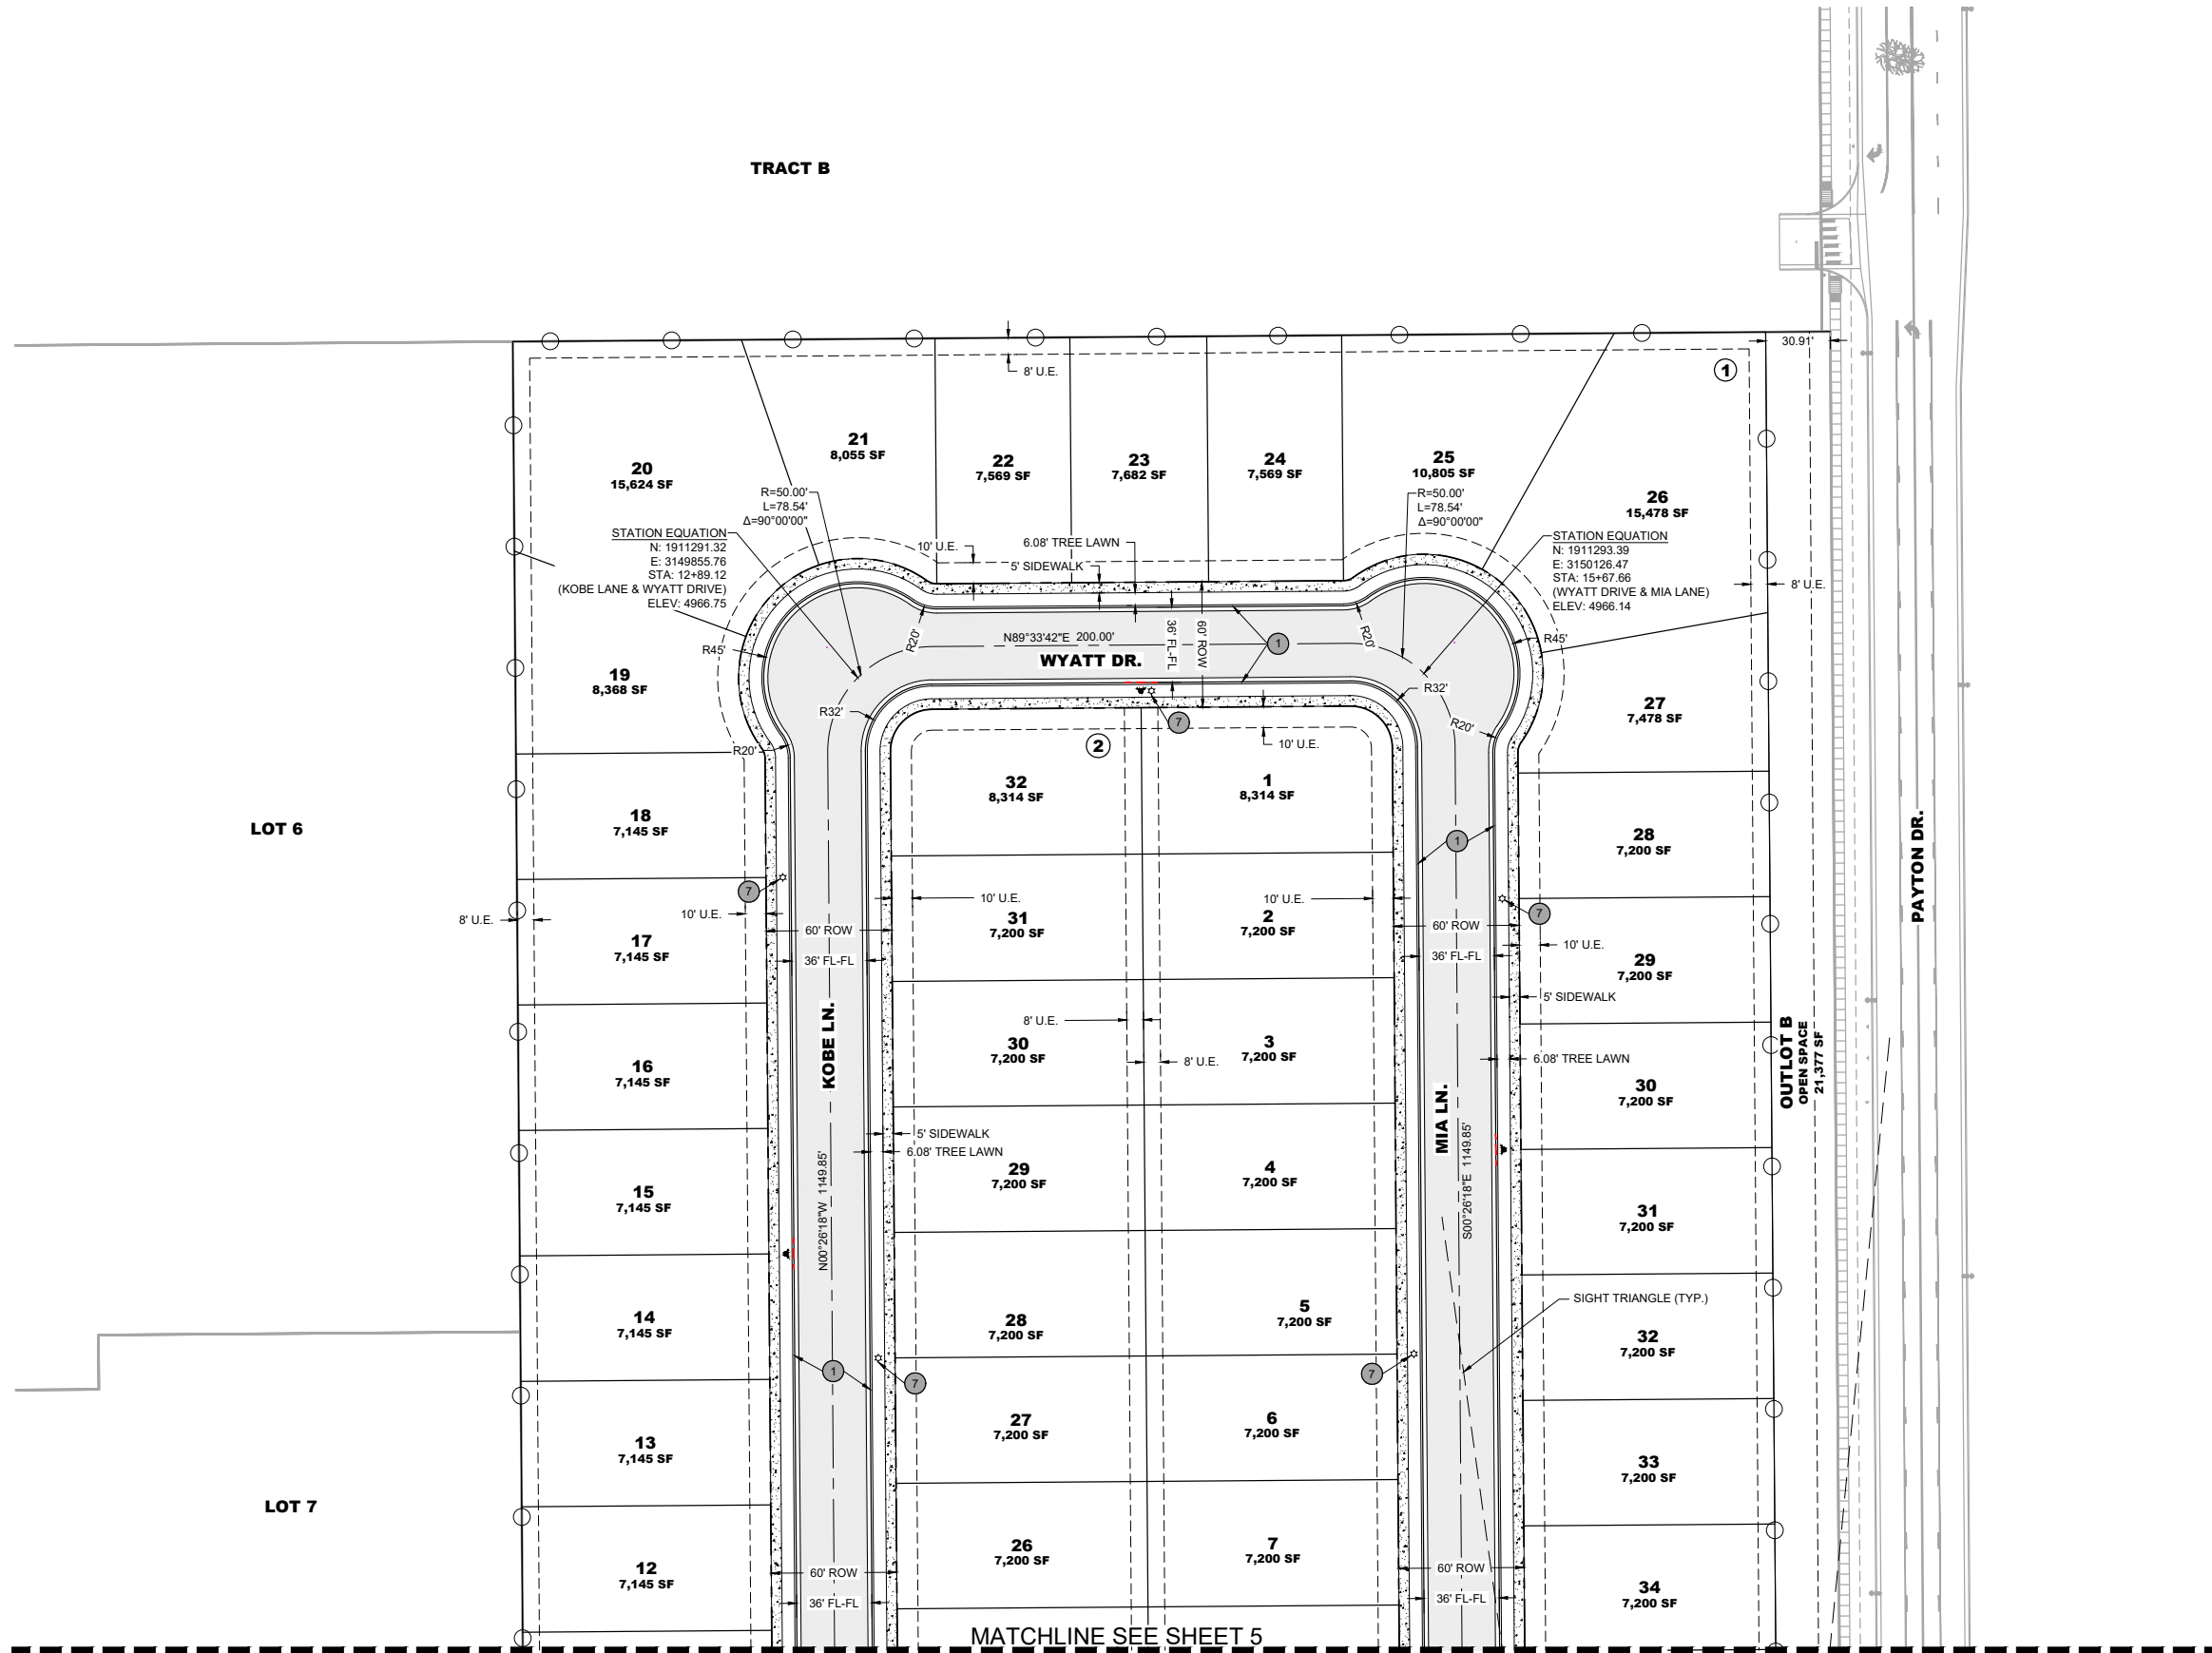 TRACT B
30.91'
1
8' U.E.
21
8,055 SF
22
7,569 SF
23
7,682 SF
24
7,569 SF
25
10,805 SF
20
15,624 SF
26
15,478 SF
R=50.00'
L=78.54'
Δ=90°00'00"
R=50.00'
L=78.54'
Δ=90°00'00"
STATION EQUATION
N: 1911291.32
E: 3149855.76
STA: 12+89.12
(KOBE LANE & WYATT DRIVE)
ELEV: 4966.75
STATION EQUATION
N: 1911293.39
E: 3150126.47
STA: 15+67.66
(WYATT DRIVE & MIA LANE)
ELEV: 4966.14
10' U.E.
6.08' TREE LAWN
5' SIDEWALK
8' U.E.
R20'
N89°33'42"E 200.00'
36' FL-FL
60' ROW
1
R20'
R45'
R45'
WYATT DR.
19
8,368 SF
R32'
R32'
7
27
7,478 SF
R20'
R20'
2
10' U.E.
32
8,314 SF
1
8,314 SF
18
7,145 SF
LOT 6
1
28
7,200 SF
PAYTON DR.
7
10' U.E.
10' U.E.
10' U.E.
8' U.E.
7
31
7,200 SF
2
7,200 SF
60' ROW
60' ROW
17
7,145 SF
10' U.E.
36' FL-FL
36' FL-FL
29
7,200 SF
5' SIDEWALK
KOBE LN.
8' U.E.
30
7,200 SF
3
7,200 SF
8' U.E.
6.08' TREE LAWN
OUTLOT B
OPEN SPACE
21,377 SF
16
7,145 SF
30
7,200 SF
MIA LN.
5' SIDEWALK
6.08' TREE LAWN
N00°26'18"W 1149.85'
S00°26'18"E 1149.85'
29
7,200 SF
4
7,200 SF
15
7,145 SF
31
7,200 SF
SIGHT TRIANGLE (TYP.)
14
7,145 SF
28
7,200 SF
5
7,200 SF
32
7,200 SF
1
7
7
13
7,145 SF
27
7,200 SF
6
7,200 SF
33
7,200 SF
LOT 7
12
7,145 SF
26
7,200 SF
7
7,200 SF
60' ROW
60' ROW
34
7,200 SF
36' FL-FL
36' FL-FL
MATCHLINE SEE SHEET 5